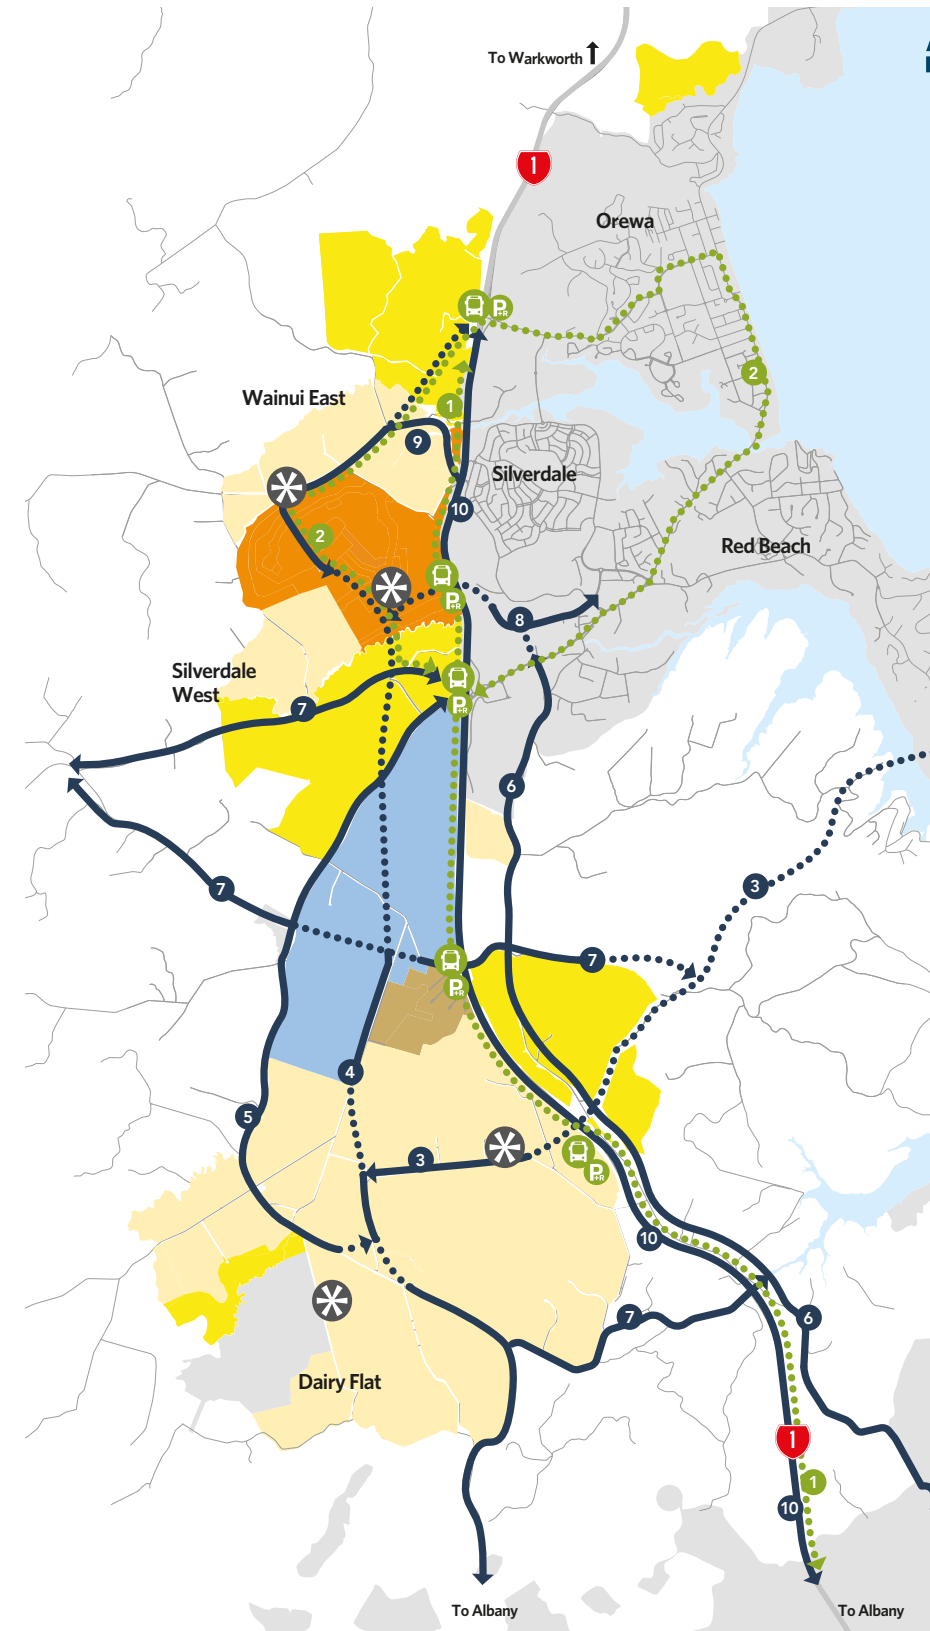 To Warkworth
1
Orewa
P+R
2
Wainui East
1
9
Silverdale
10
2
Red Beach
P+R
8
Silverdale
West
7
P+R
6
3
7
7
P+R
4
5
3
P+R
10
7
6
Dairy Flat
1
1
10
To Albany
To Albany